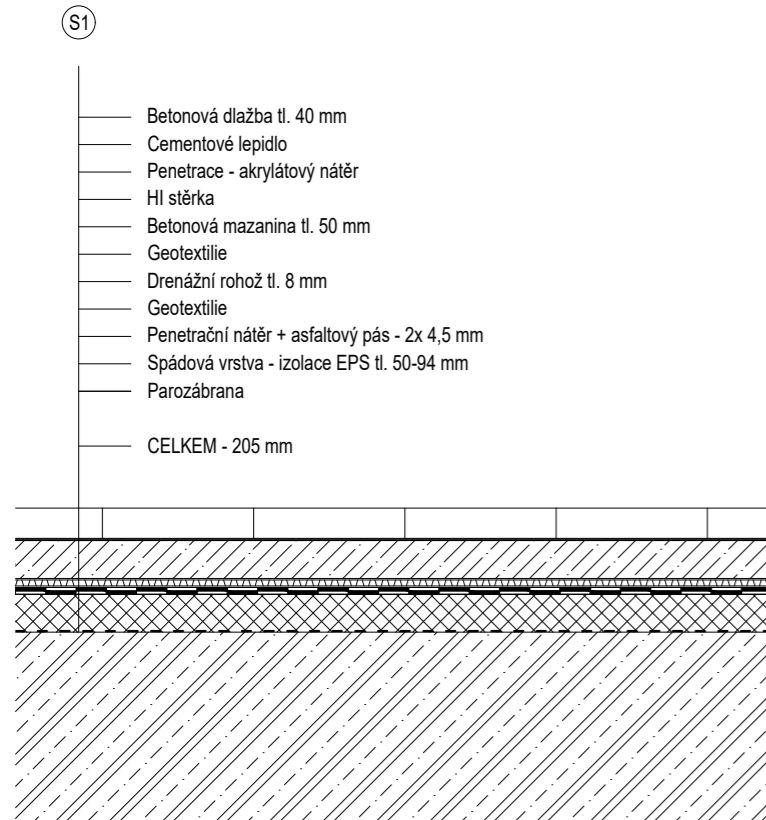 S1
Betonová dlažba tl. 40 mm
Cementové lepidlo
Penetrace - akrylátový nátěr
HI stěrka
Betonová mazanina tl. 50 mm
Geotextilie
Drenážní rohož tl. 8 mm
Geotextilie
Penetrační nátěr + asfaltový pás - 2x 4,5 mm
Spádová vrstva - izolace EPS tl. 50-94 mm
Parozábrana
CELKEM - 205 mm